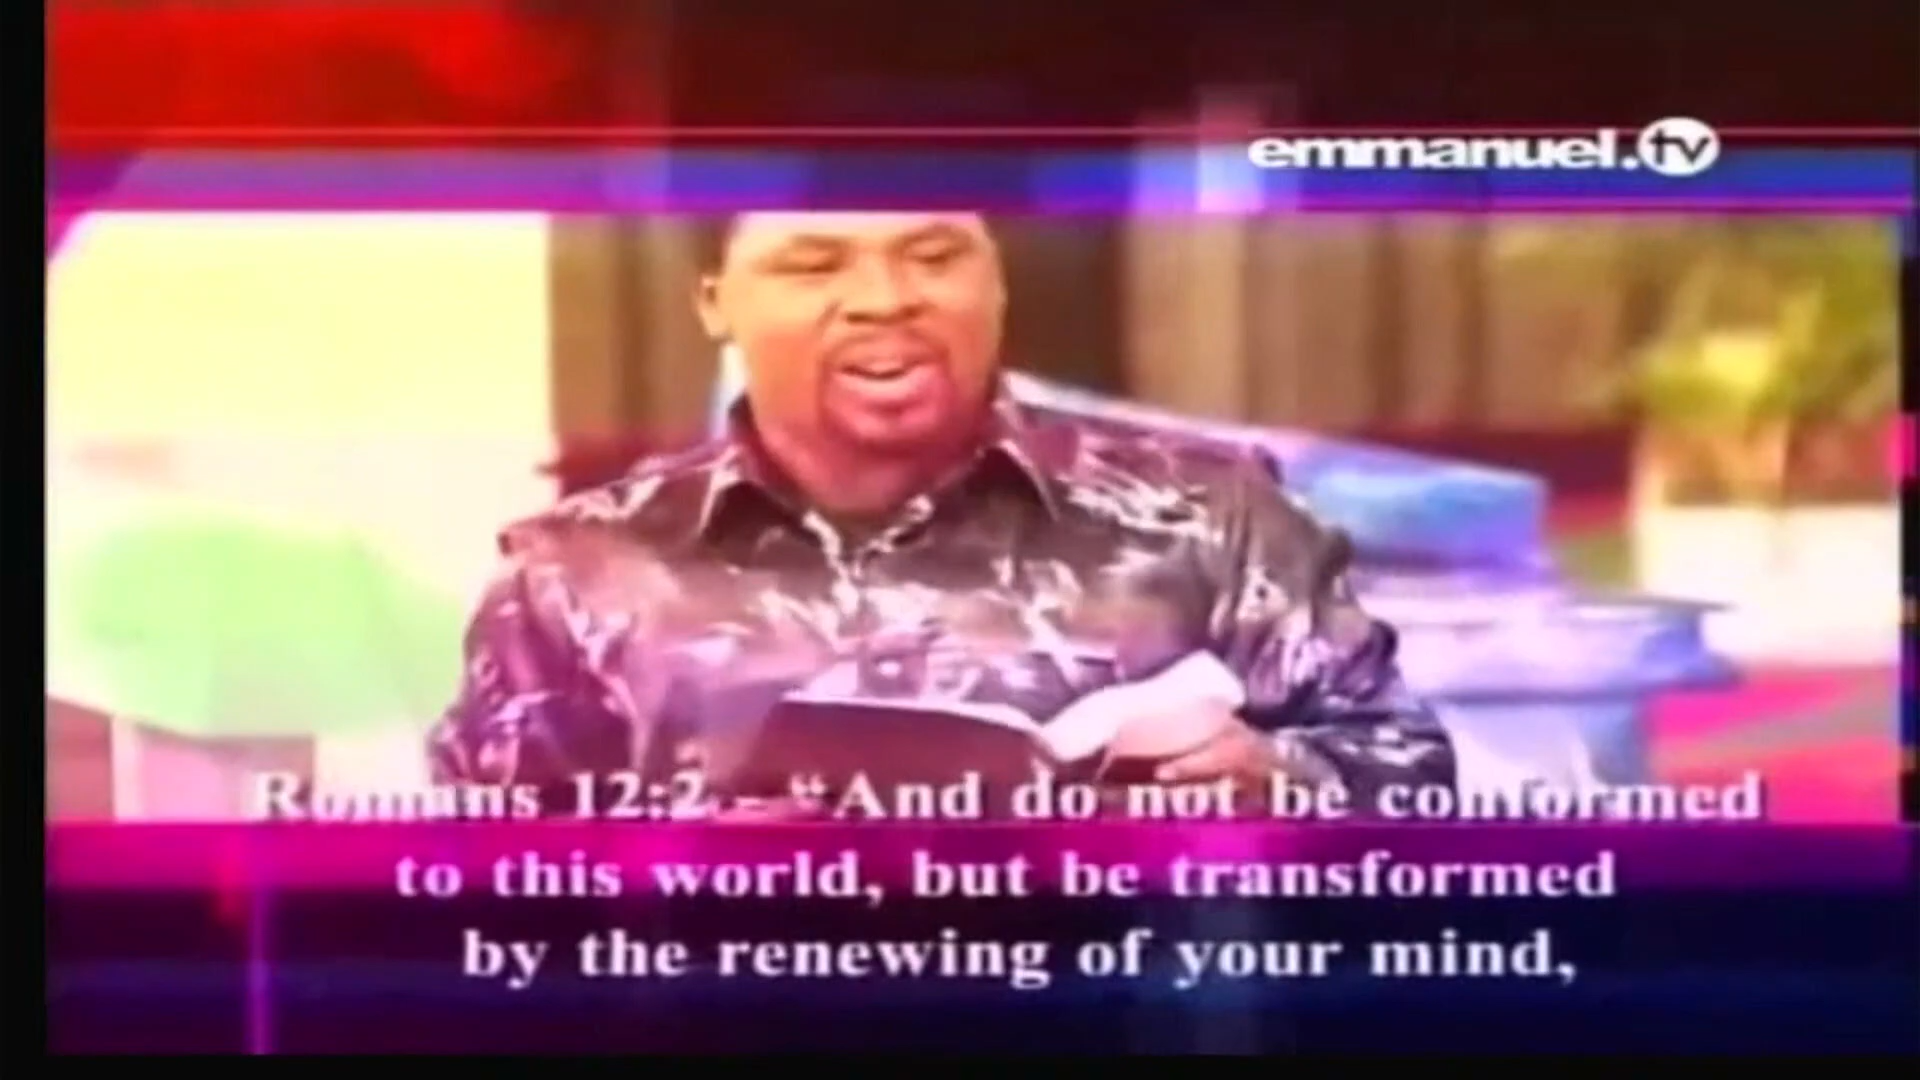 emmanuel.tv
Romans 12:2 - “And do not be conformed
to this world, but be transformed
by the renewing of your mind,